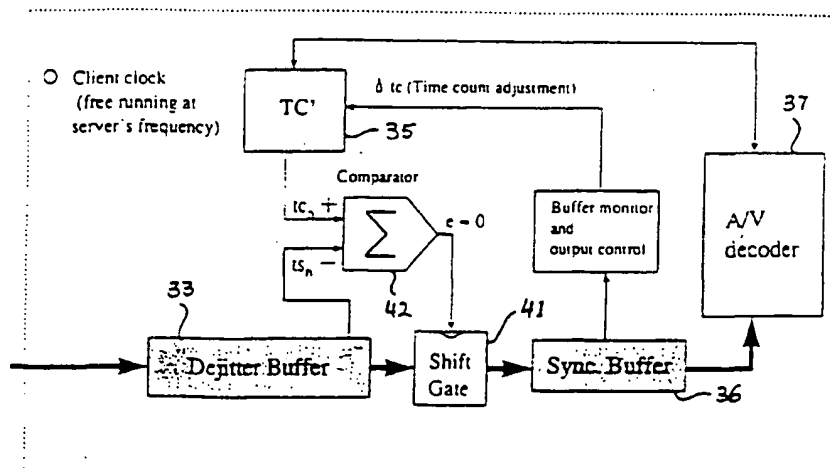 Client clock
(free running at
server's frequency)
TC'
δ tc (Time count adjustment)
35
37
Comparator
tc n +
e = 0
Σ
ts n −
42
Buffer monitor
and
output control
A/V
decoder
33
41
Dejitter Buffer
Shift
Gate
Sync. Buffer
36